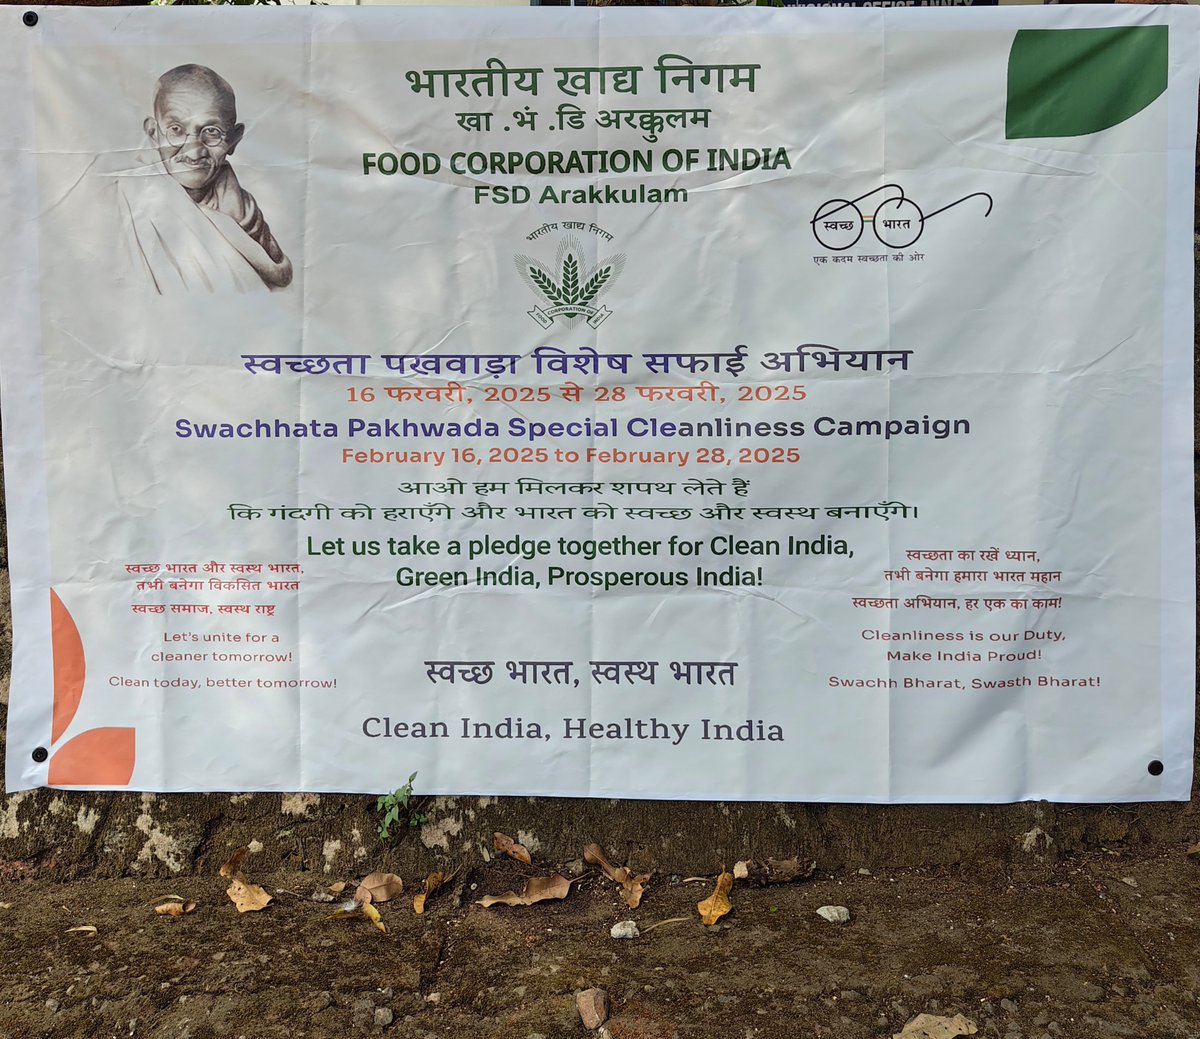 भारतीय खाद्य निगम
खा .भं .डि अरक्कुलम
FOOD CORPORATION OF INDIA
FSD Arakkulam
स्वच्छ भारत
एक कदम स्वच्छता की ओर
भारतीय खाद्य निगम
FOOD CORPORATION OF INDIA
स्वच्छता पखवाड़ा विशेष सफाई अभियान
16 फरवरी, 2025 से 28 फरवरी, 2025
Swachhata Pakhwada Special Cleanliness Campaign
February 16, 2025 to February 28, 2025
आओ हम मिलकर शपथ लेते हैं
कि गंदगी को हराएँगे और भारत को स्वच्छ और स्वस्थ बनाएँगे।
Let us take a pledge together for Clean India,
Green India, Prosperous India!
स्वच्छ भारत और स्वस्थ भारत,
तभी बनेगा विकसित भारत
स्वच्छ समाज, स्वस्थ राष्ट्र
Let's unite for a
cleaner tomorrow!
Clean today, better tomorrow!
स्वच्छता का रखें ध्यान,
तभी बनेगा हमारा भारत महान
स्वच्छता अभियान, हर एक का काम!
Cleanliness is our Duty,
Make India Proud!
Swachh Bharat, Swasth Bharat!
स्वच्छ भारत, स्वस्थ भारत
Clean India, Healthy India